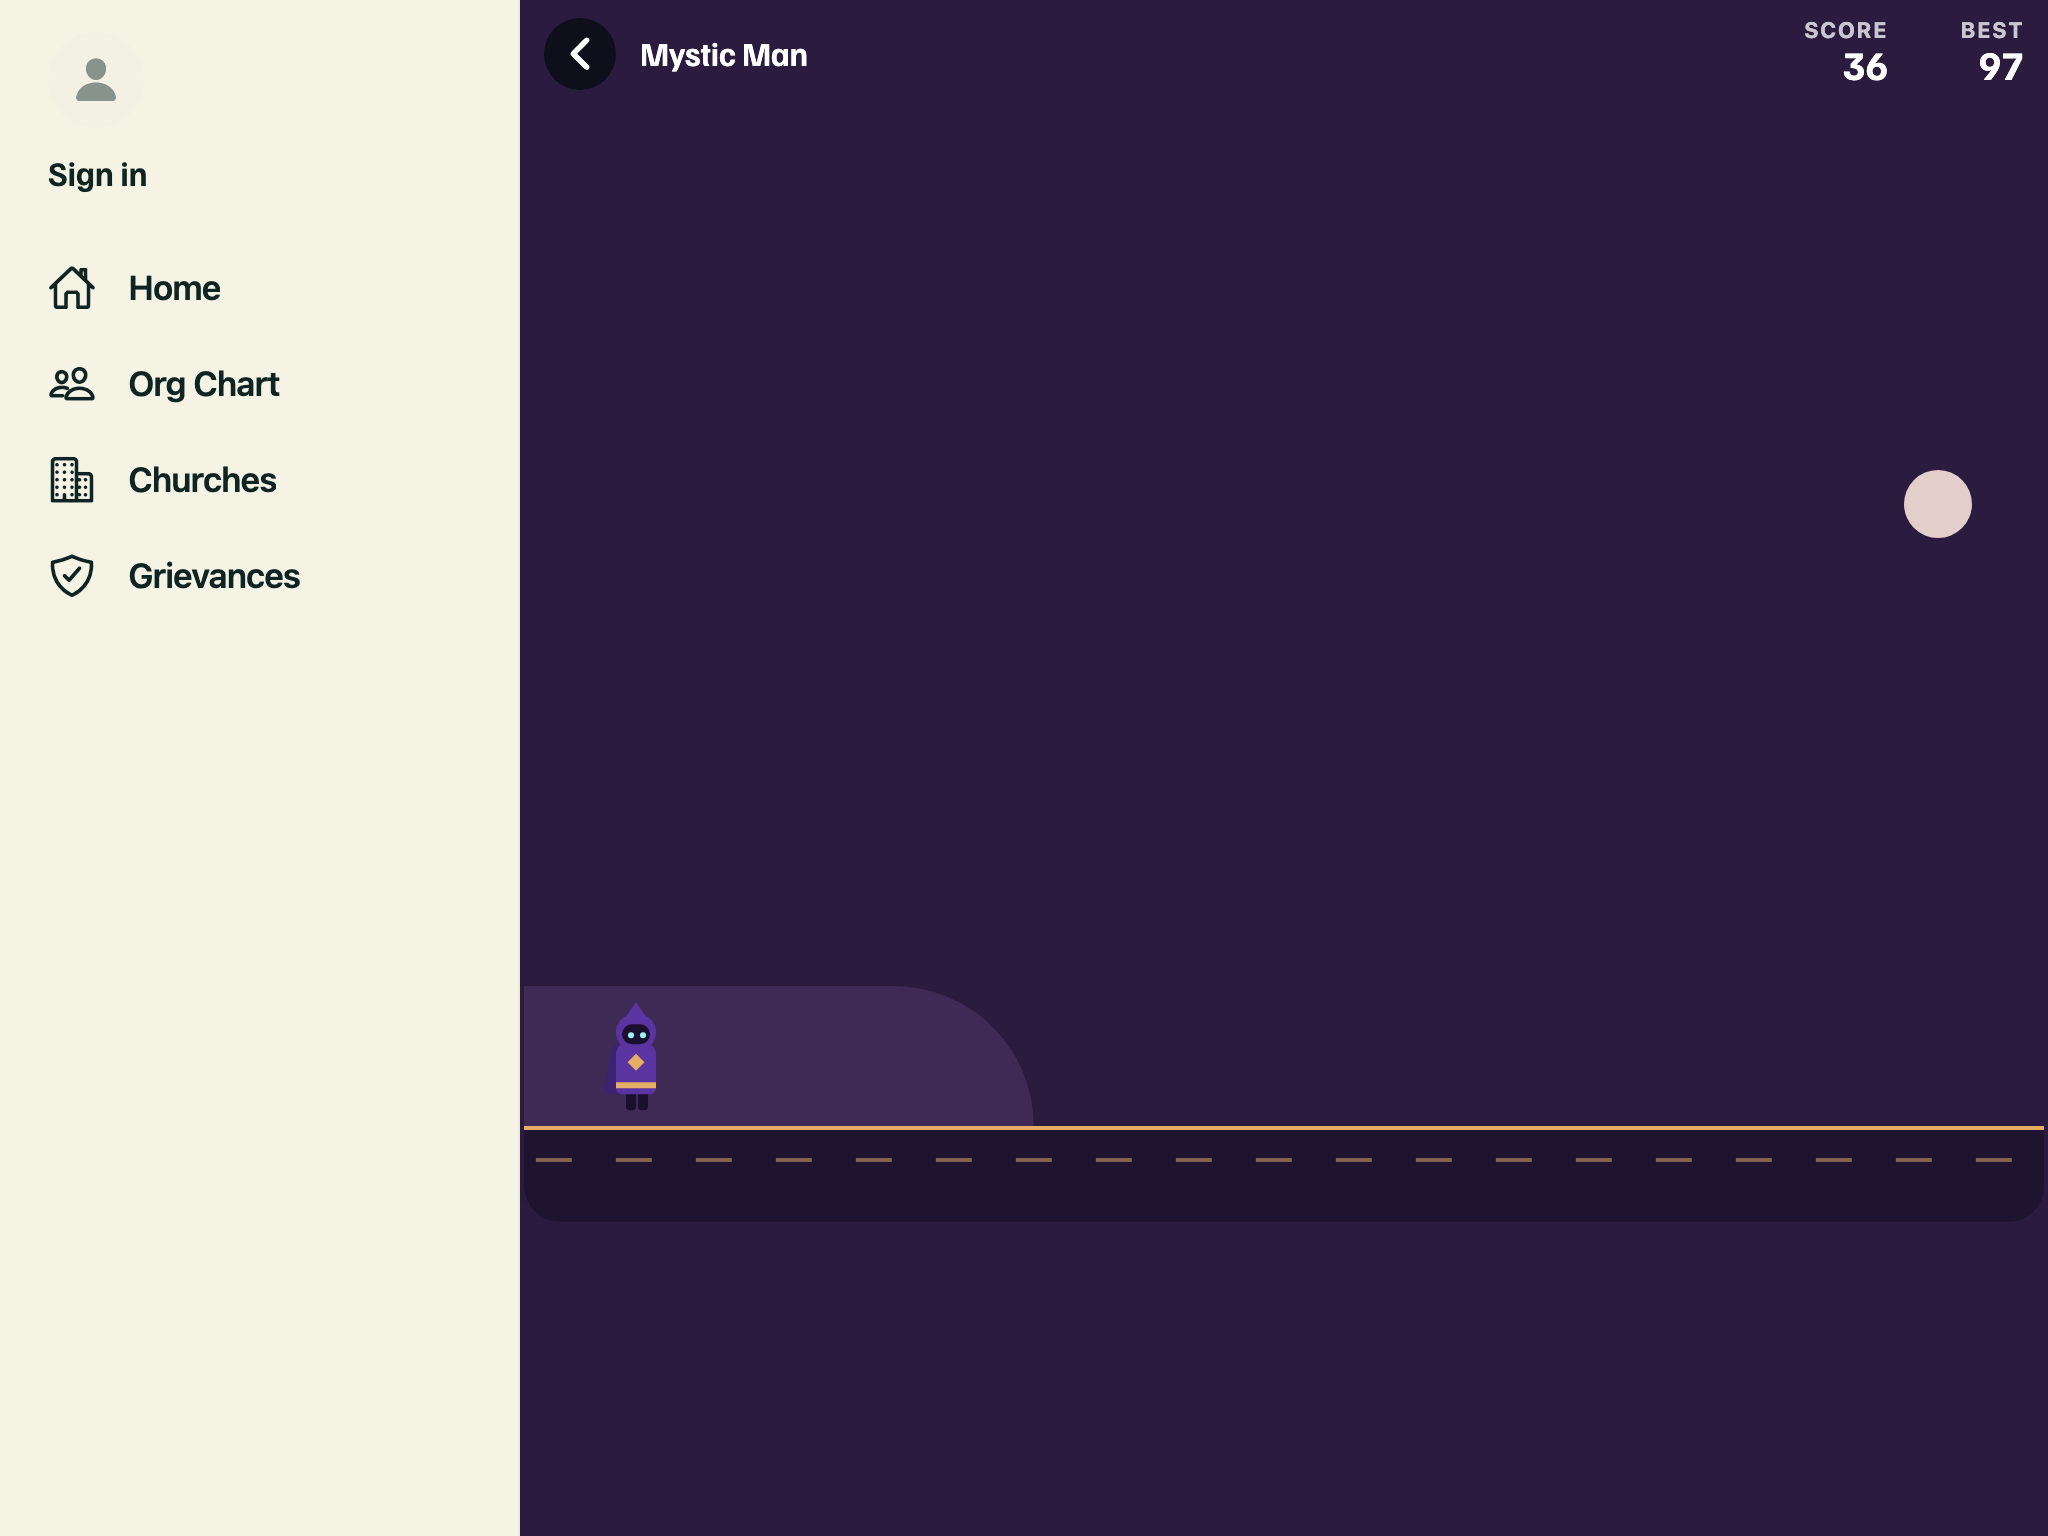 Sign in
Home
Org Chart
Churches
Grievances
Mystic Man
SCORE
36
BEST
97